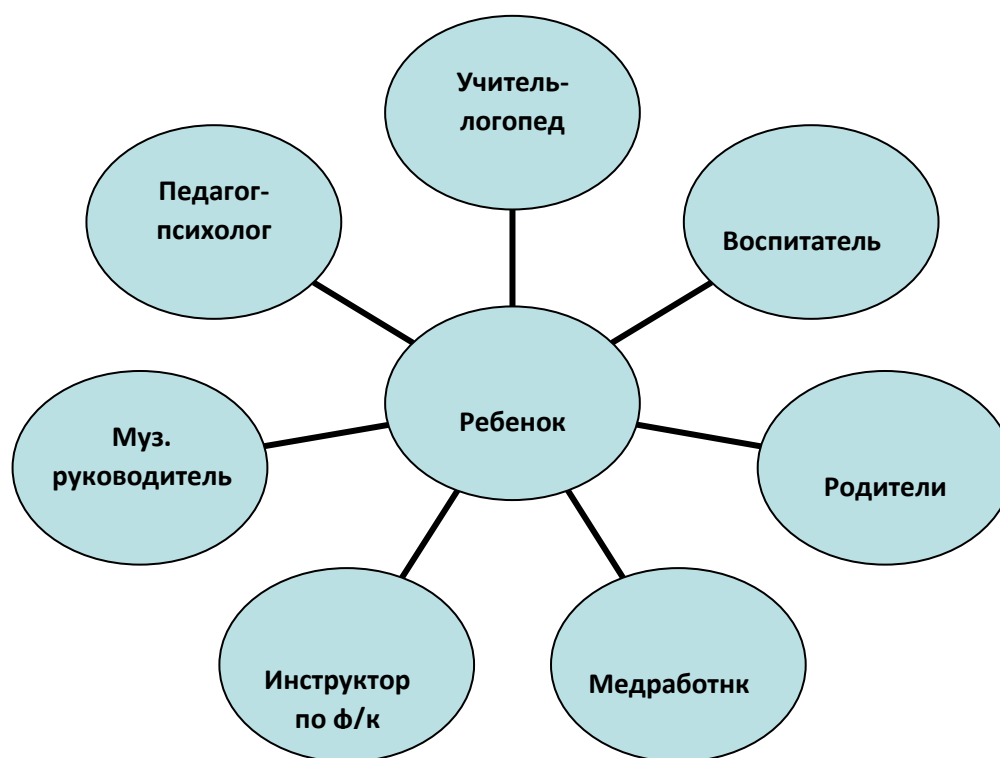 Учитель-
логопед
Педагог-
психолог
Воспитатель
Ребенок
Муз.
руководитель
Родители
Инструктор
по ф/к
Медработнк